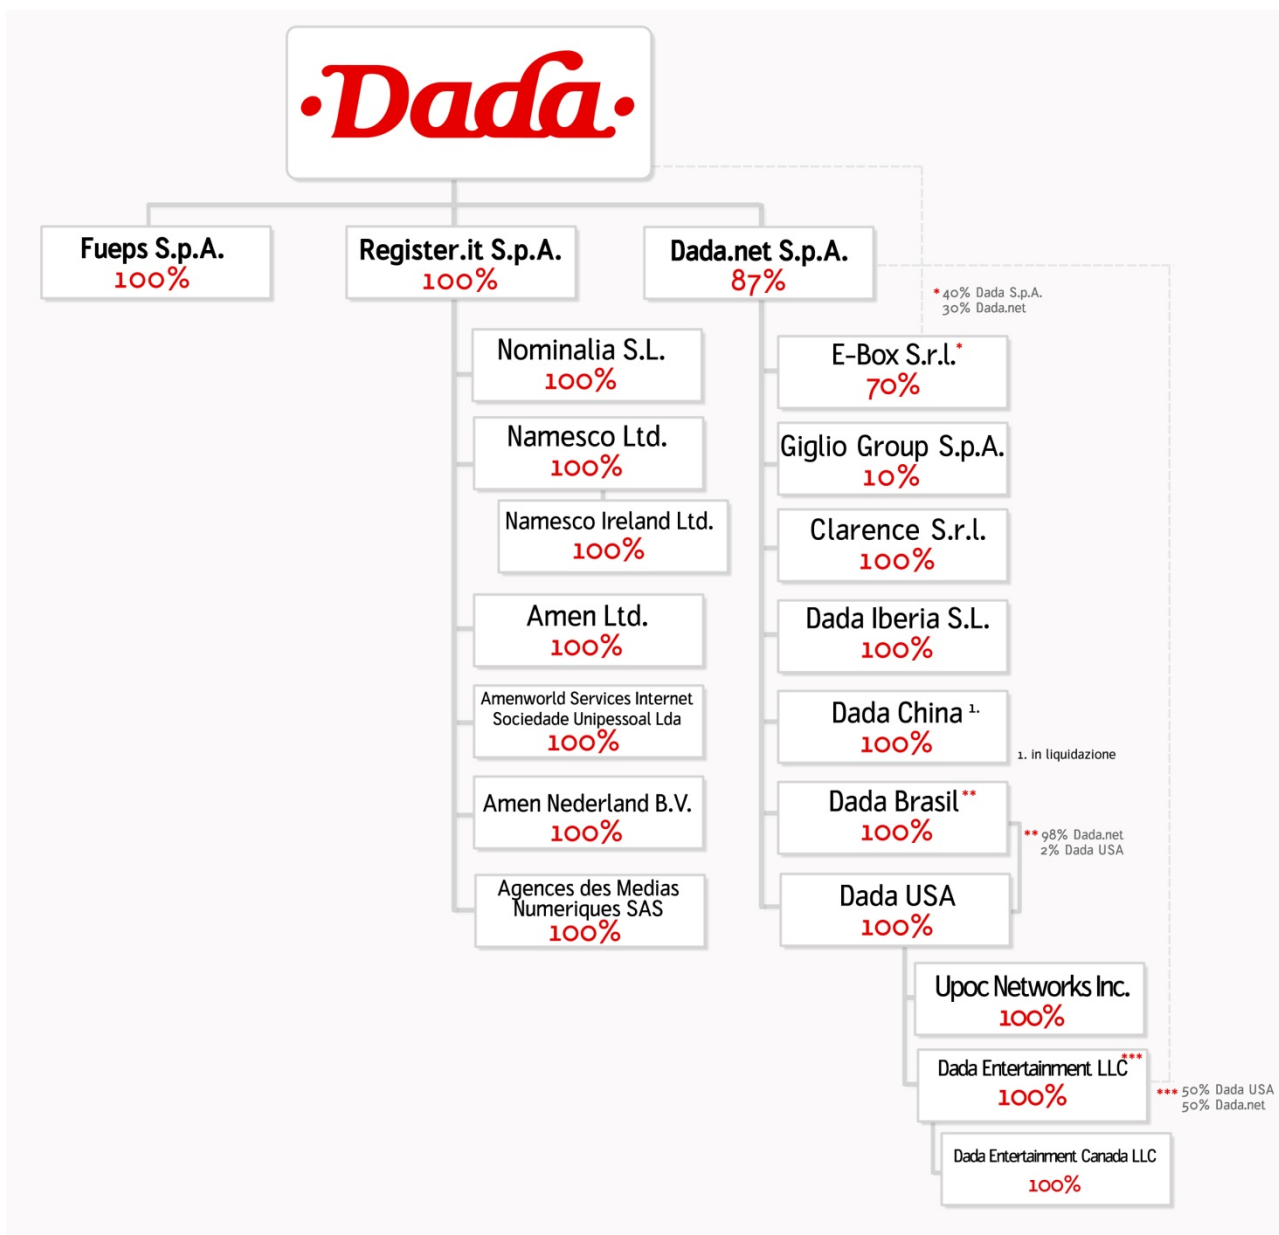 ·Dada·
Fueps S.p.A.
100%
Register.it S.p.A.
100%
Dada.net S.p.A.
87%
* 40% Dada S.p.A.
30% Dada.net
Nominalia S.L.
100%
Namesco Ltd.
100%
Namesco Ireland Ltd.
100%
Amen Ltd.
100%
Amenworld Services Internet
Sociedade Unipessoal Lda
100%
Amen Nederland B.V.
100%
Agences des Medias
Numeriques SAS
100%
E-Box S.r.l.*
70%
Giglio Group S.p.A.
10%
Clarence S.r.l.
100%
Dada Iberia S.L.
100%
Dada China 1.
100%
1. in liquidazione
Dada Brasil**
100%
** 98% Dada.net
2% Dada USA
Dada USA
100%
Upoc Networks Inc.
100%
Dada Entertainment LLC***
100%
*** 50% Dada USA
50% Dada.net
Dada Entertainment Canada LLC
100%